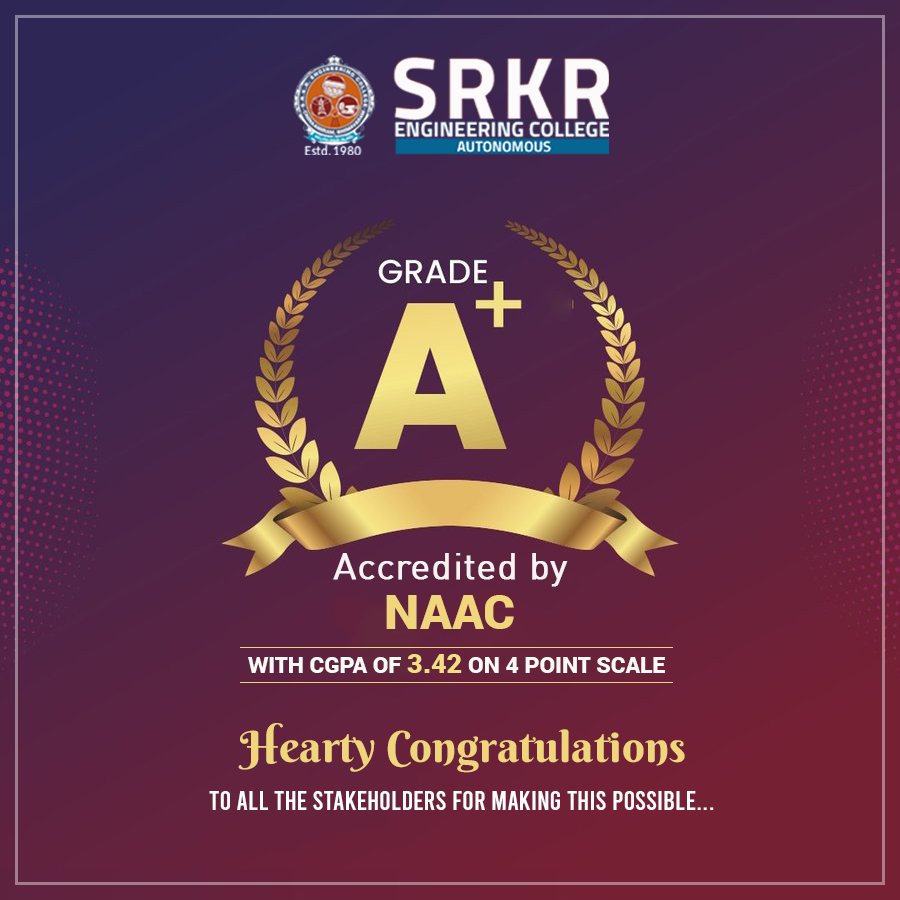 SRKR
ENGINEERING COLLEGE
AUTONOMOUS
Estd. 1980
GRADE
A+
Accredited by
NAAC
WITH CGPA OF 3.42 ON 4 POINT SCALE
Hearty Congratulations
TO ALL THE STAKEHOLDERS FOR MAKING THIS POSSIBLE...